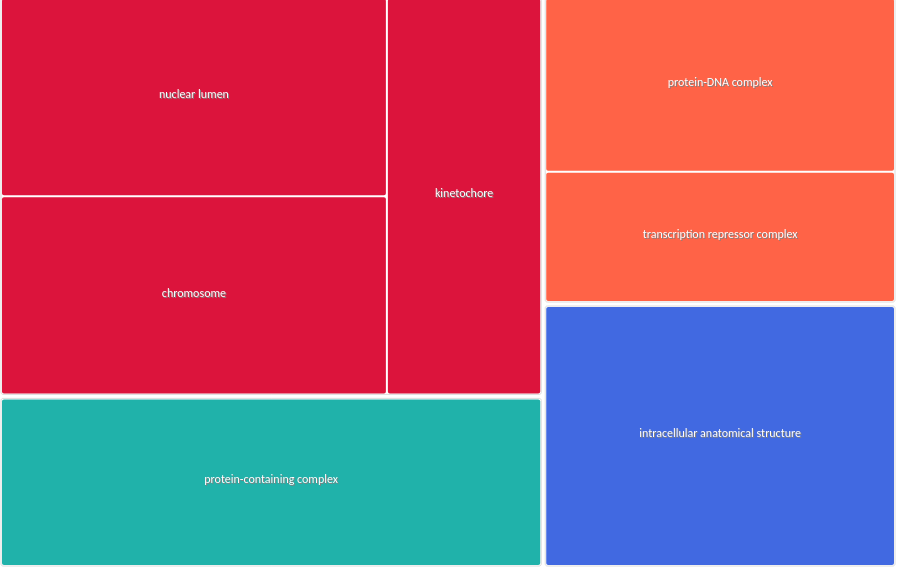 nuclear lumen
kinetochore
protein-DNA complex
transcription repressor complex
chromosome
intracellular anatomical structure
protein-containing complex